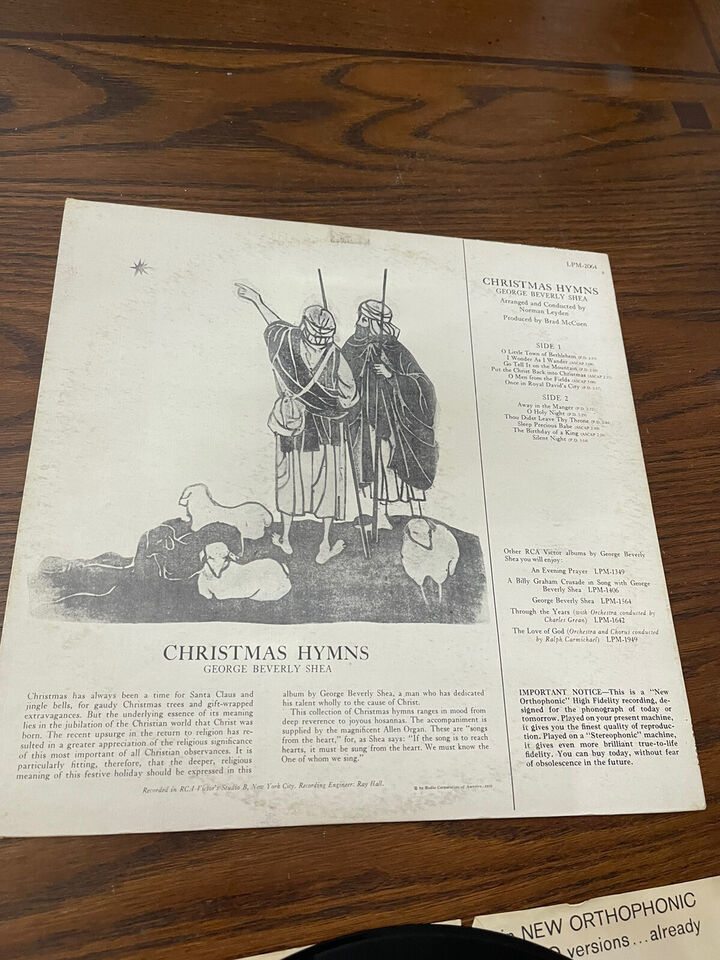 LPM-2064
CHRISTMAS HYMNS
GEORGE BEVERLY SHEA
Arranged and Conducted by
Norman Leyden
Produced by Brad McCuen
SIDE 1
O Little Town of Bethlehem
I Wonder As I Wander
Go Tell It on the Mountain
Put the Christ Back into Christmas
O Men from the Fields
Once in Royal David's City
SIDE 2
Away in the Manger
O Holy Night
Thou Didst Leave Thy Throne
Sleep Precious Babe
The Birthday of a King
Silent Night
Other RCA Victor albums by George Beverly
Shea you will enjoy:
An Evening Prayer LPM-1349
A Billy Graham Crusade in Song with George
Beverly Shea LPM-1406
George Beverly Shea LPM-1564
Through the Years (with Orchestra conducted by
Charles Grean) LPM-1642
The Love of God (Orchestra and Chorus conducted
by Ralph Carmichael) LPM-1949
IMPORTANT NOTICE—This is a "New
Orthophonic" High Fidelity recording, de-
signed for the phonograph of today or
tomorrow. Played on your present machine,
it gives you the finest quality of reproduc-
tion. Played on a "Stereophonic" machine,
it gives even more brilliant true-to-life
fidelity. You can buy today, without fear
of obsolescence in the future.
CHRISTMAS HYMNS
GEORGE BEVERLY SHEA
Christmas has always been a time for Santa Claus and
jingle bells, for gaudy Christmas trees and gift-wrapped
extravagances. But the underlying essence of its meaning
lies in the jubilation of the Christian world that Christ was
born. The recent upsurge in the return to religion has re-
sulted in a greater appreciation of the religious significance
of this most important of all Christian observances. It is
particularly fitting, therefore, that the deeper, religious
meaning of this festive holiday should be expressed in this
album by George Beverly Shea, a man who has dedicated
his talent wholly to the cause of Christ.
This collection of Christmas hymns ranges in mood from
deep reverence to joyous hosannas. The accompaniment is
supplied by the magnificent Allen Organ. These are "songs
from the heart," for, as Shea says: "If the song is to reach
hearts, it must be sung from the heart. We must know the
One of whom we sing."
Recorded in RCA Victor's Studio B, New York City. Recording Engineer: Ray Hall.
© by Radio Corporation of America
NEW ORTHOPHONIC
versions...already